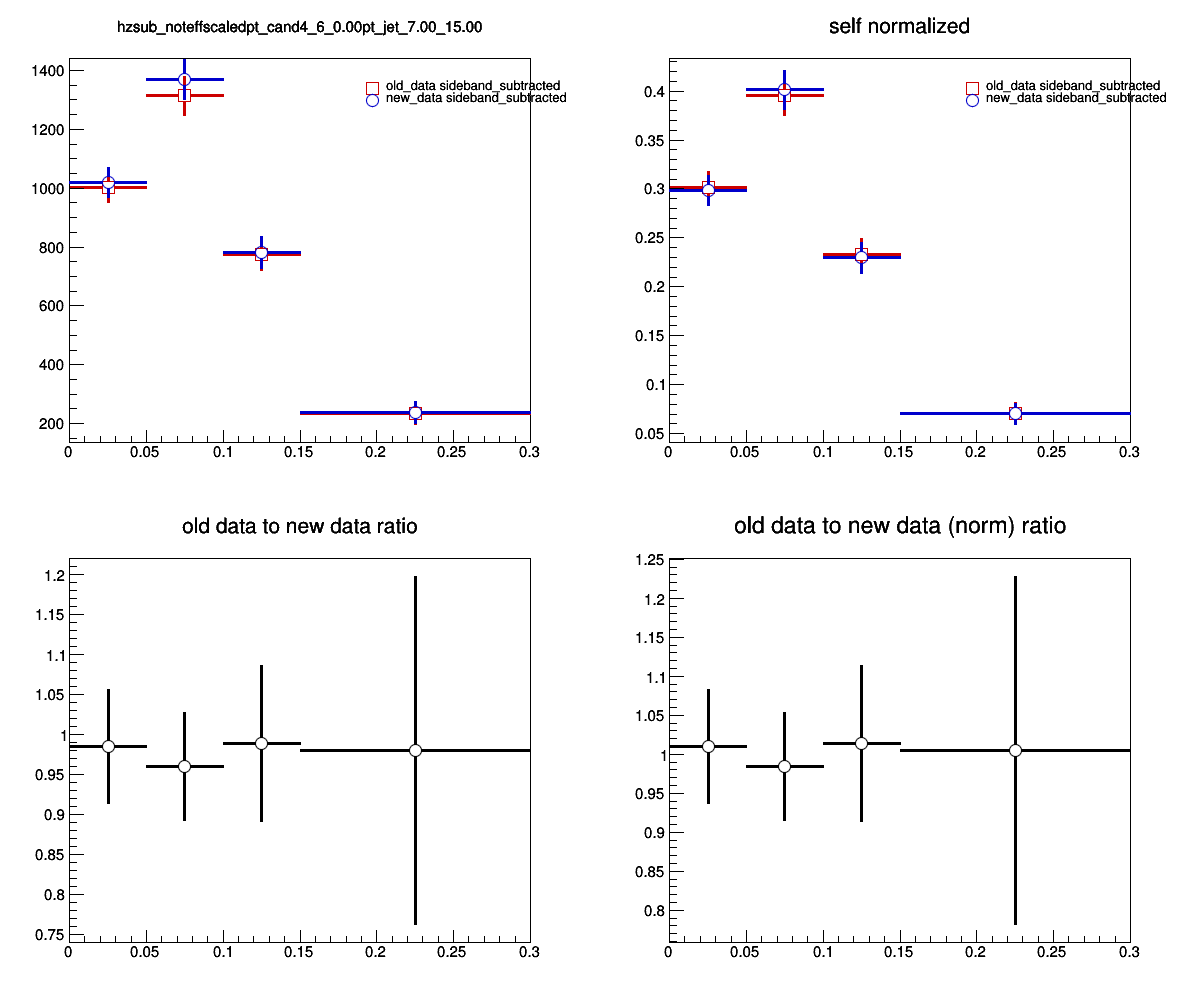 hzsub_noteffscaledpt_cand4_6_0.00pt_jet_7.00_15.00
old_data sideband_subtracted
new_data sideband_subtracted
1400
1200
1000
800
600
400
200
0 0.05 0.1 0.15 0.2 0.25 0.3
self normalized
old_data sideband_subtracted
new_data sideband_subtracted
0.4
0.35
0.3
0.25
0.2
0.15
0.1
0.05
0 0.05 0.1 0.15 0.2 0.25 0.3
old data to new data ratio
1.2
1.15
1.1
1.05
1
0.95
0.9
0.85
0.8
0.75
0 0.05 0.1 0.15 0.2 0.25 0.3
old data to new data (norm) ratio
1.25
1.2
1.15
1.1
1.05
1
0.95
0.9
0.85
0.8
0 0.05 0.1 0.15 0.2 0.25 0.3